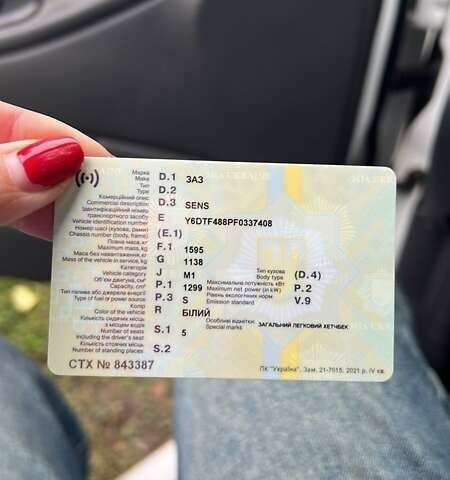 Марка
Make D.1 ЗАЗ
Тип
Type D.2
Комерційний опис
Commercial description D.3 SENS
Ідентифікаційний номер
транспортного засобу
Vehicle identification number E Y6DTF488PF0337408
Номер шасі (кузова, рами)
Chassis number (body, frame) (E.1)
Повна маса, кг
Maximum mass, kg F.1 1595
Маса без навантаження, кг
Mass of the vehicle, kg G 1138
Категорія
Vehicle category J M1 Тип кузова
Body type (D.4)
Об'єм двигуна, см³
Capacity, cm³ P.1 1299 Максимальна потужність кВт
Maximum net power (in kW) P.2
Тип палива або джерела енергії
Type of fuel or power source P.3 S Рівень екологічних норм
Emission standard V.9
Колір
Color of the vehicle R БІЛИЙ
Кількість сидячих місць
з місцем водія
Number of seats
Including the driver's seat S.1 5 Особливі відмітки
Special marks ЗАГАЛЬНИЙ ЛЕГКОВИЙ ХЕТЧБЕК
Кількість стоячих місць
Number of standing places S.2
СТХ № 843387
ПК "Україна", Зам. 21-7015, 2021 р, IV кв.